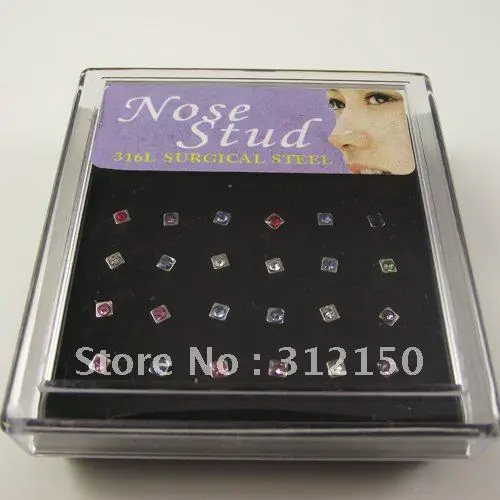 Nose
Stud
316L SURGICAL STEEL
Store No : 312150